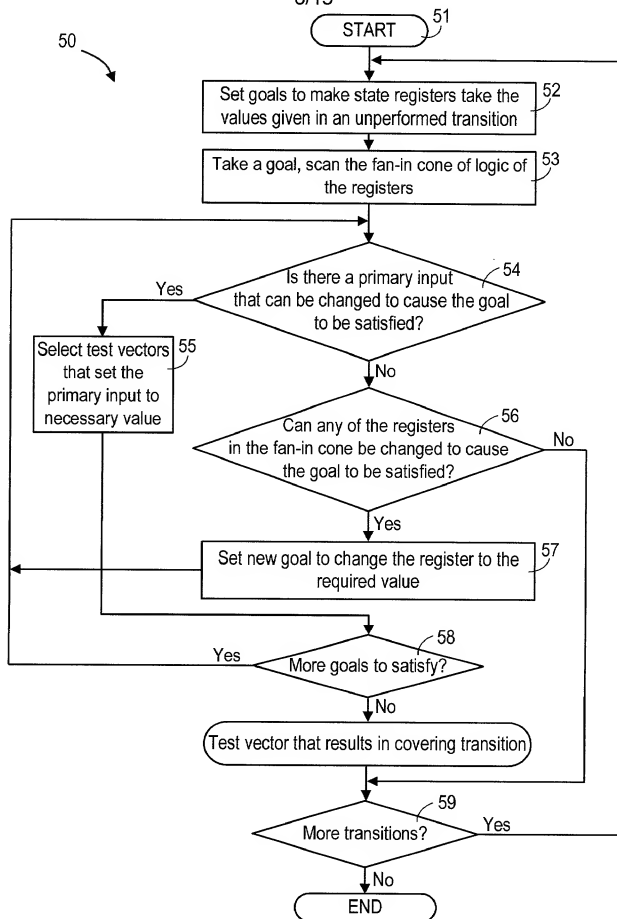 START
51
50
Set goals to make state registers take the
values given in an unperformed transition
52
Take a goal, scan the fan-in cone of logic of
the registers
53
Is there a primary input
that can be changed to cause the goal
to be satisfied?
54
Yes
No
Select test vectors
that set the
primary input to
necessary value
55
Can any of the registers
in the fan-in cone be changed to cause
the goal to be satisfied?
56
No
Yes
Set new goal to change the register to the
required value
57
More goals to satisfy?
58
Yes
No
Test vector that results in covering transition
More transitions?
59
Yes
No
END